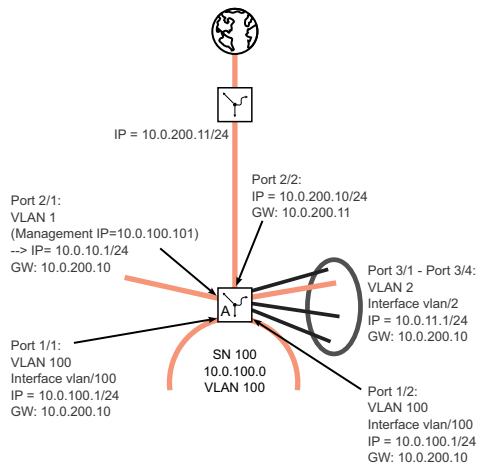 IP = 10.0.200.11/24
Port 2/2:
IP = 10.0.200.10/24
GW: 10.0.200.11
Port 2/1:
VLAN 1
(Management IP=10.0.100.101)
--> IP= 10.0.10.1/24
GW: 10.0.200.10
Port 3/1 - Port 3/4:
VLAN 2
Interface vlan/2
IP = 10.0.11.1/24
GW: 10.0.200.10
A
Port 1/1:
VLAN 100
Interface vlan/100
IP = 10.0.100.1/24
GW: 10.0.200.10
SN 100
10.0.100.0
VLAN 100
Port 1/2:
VLAN 100
Interface vlan/100
IP = 10.0.100.1/24
GW: 10.0.200.10